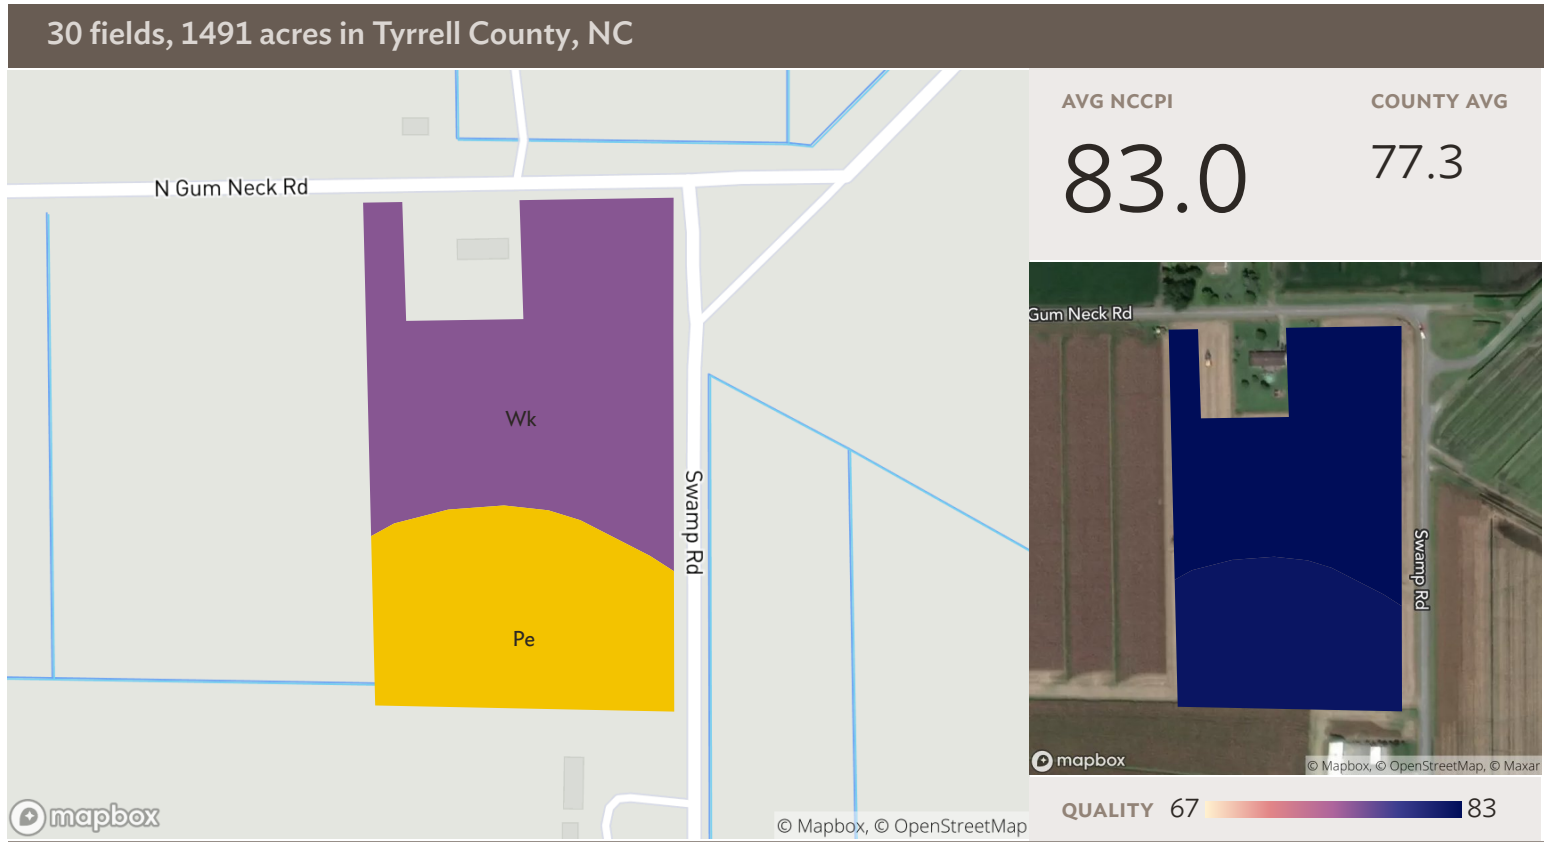 30 fields, 1491 acres in Tyrrell County, NC
N Gum Neck Rd
Wk
Swamp Rd
Pe
mapbox
© Mapbox, © OpenStreetMap
AVG NCCPI
COUNTY AVG
83.0
77.3
Gum Neck Rd
Swamp Rd
mapbox
© Mapbox, © OpenStreetMap, © Maxar
QUALITY 67 83